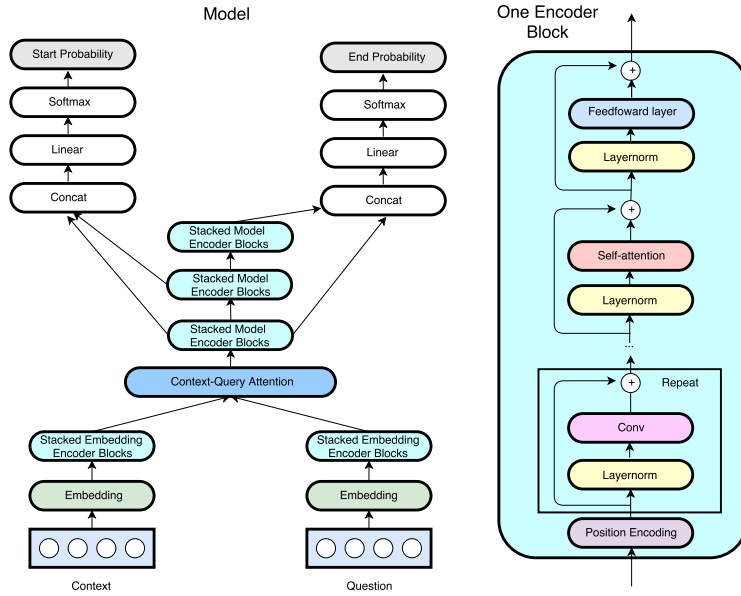 Model
Start Probability
Softmax
Linear
Concat
End Probability
Softmax
Linear
Concat
Stacked Model
Encoder Blocks
Stacked Model
Encoder Blocks
Stacked Model
Encoder Blocks
Context-Query Attention
Stacked Embedding
Encoder Blocks
Embedding
Context
Stacked Embedding
Encoder Blocks
Embedding
Question
One Encoder
Block
+
Feedfoward layer
Layernorm
+
Self-attention
Layernorm
...
+
Repeat
Conv
Layernorm
Position Encoding